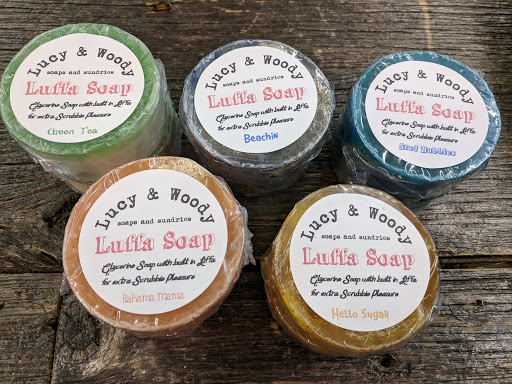 Lucy & Woody
soaps and sundries
Luffa Soap
Glycerine Soap with built in Luffa
for extra Scrubbie Pleasure
Green Tea
Lucy & Woody
soaps and sundries
Luffa Soap
Glycerine Soap with built in Luffa
for extra Scrubbie Pleasure
Beachin
Lucy & Woody
soaps and sundries
Luffa Soap
Glycerine Soap with built in Luffa
for extra Scrubbie Pleasure
Stud Bubbles
Lucy & Woody
soaps and sundries
Luffa Soap
Glycerine Soap with built in Luffa
for extra Scrubbie Pleasure
Bahama Mama
Lucy & Woody
soaps and sundries
Luffa Soap
Glycerine Soap with built in Luffa
for extra Scrubbie Pleasure
Hello Sugar